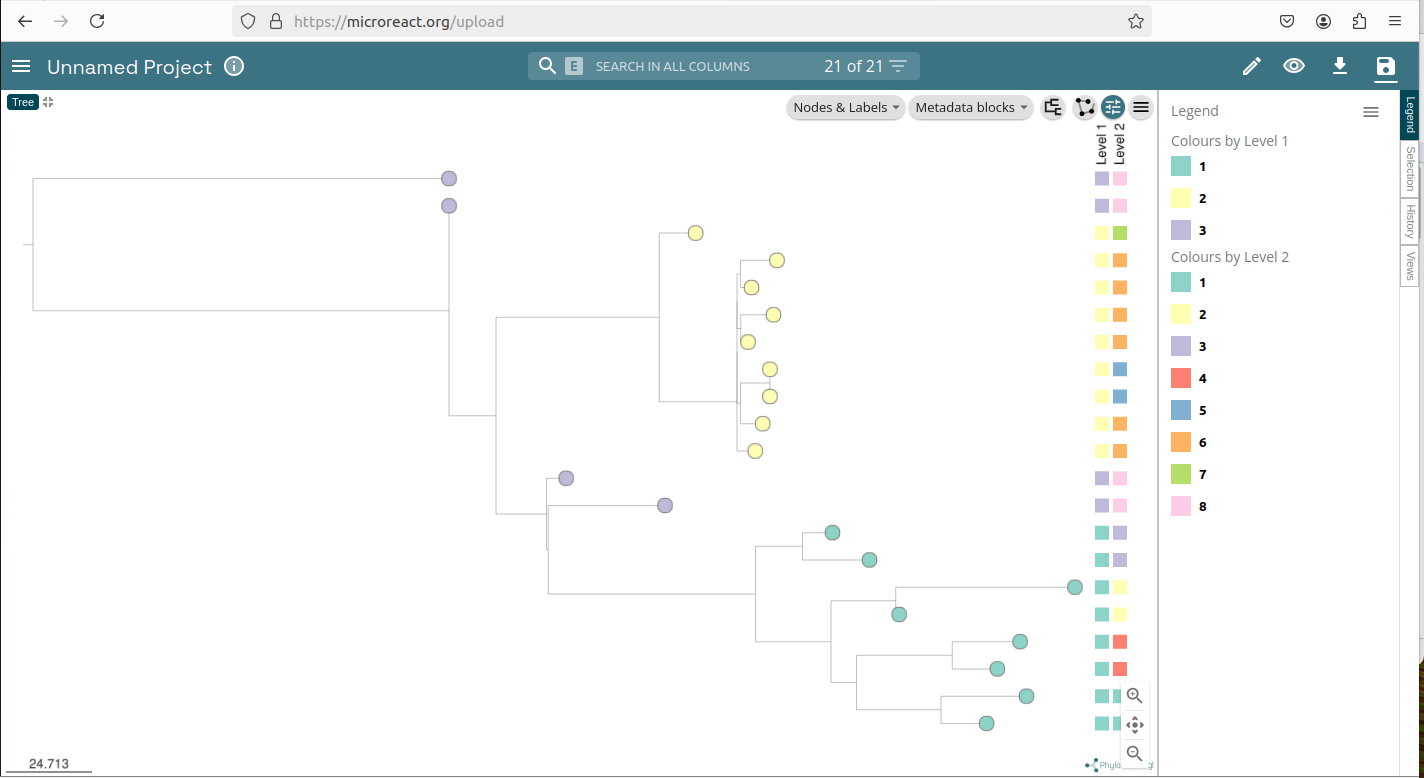 https://microreact.org/upload
Unnamed Project
E SEARCH IN ALL COLUMNS 21 of 21
Tree
Nodes & Labels
Metadata blocks
Level 1
Level 2
Legend
Colours by Level 1
1
2
3
Colours by Level 2
1
2
3
4
5
6
7
8
Legend
Selection
History
Views
24.713